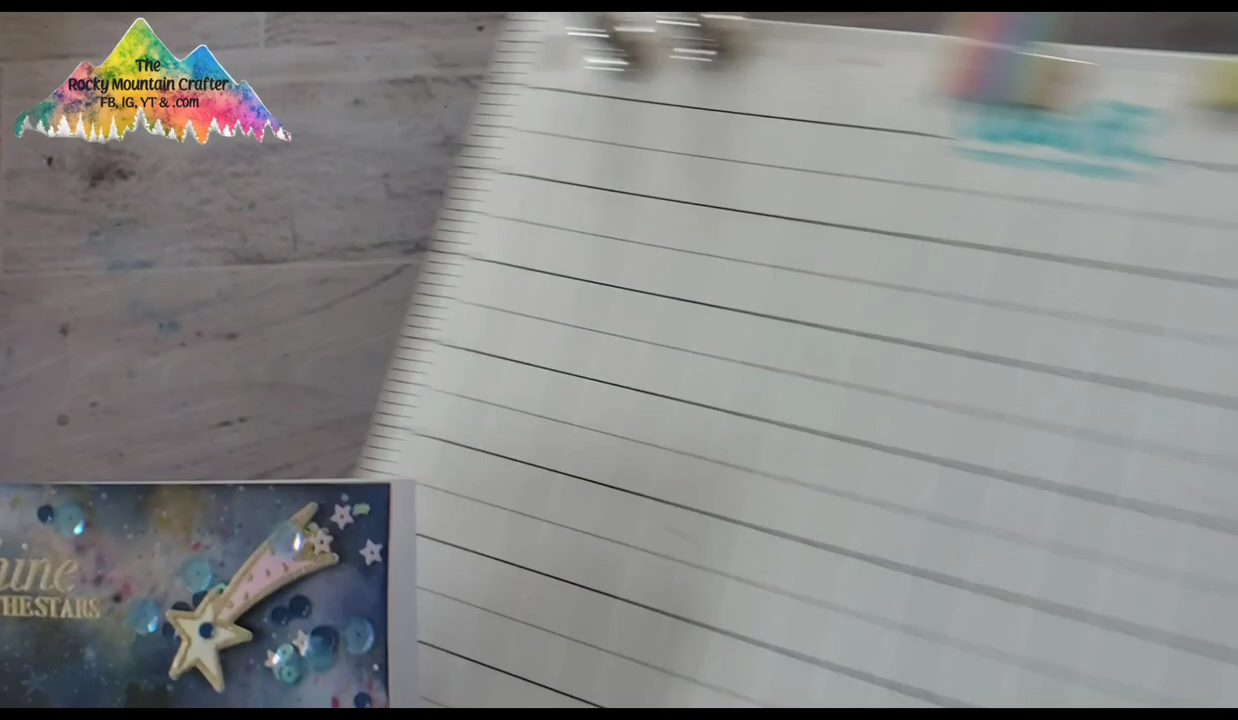 The
Rocky Mountain Crafter
FB, IG, YT & .com
THE STARS